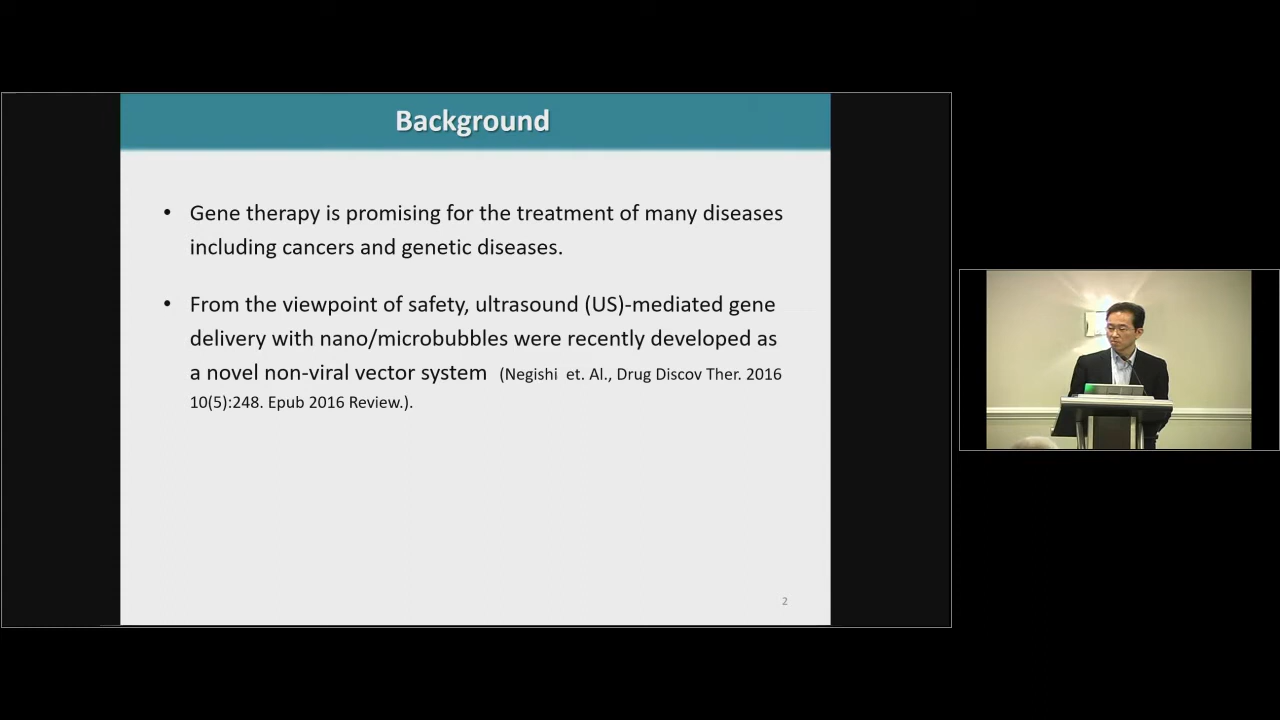 Background
• Gene therapy is promising for the treatment of many diseases
including cancers and genetic diseases.
• From the viewpoint of safety, ultrasound (US)-mediated gene
delivery with nano/microbubbles were recently developed as
a novel non-viral vector system (Negishi et. Al., Drug Discov Ther. 2016
10(5):248. Epub 2016 Review.).
2